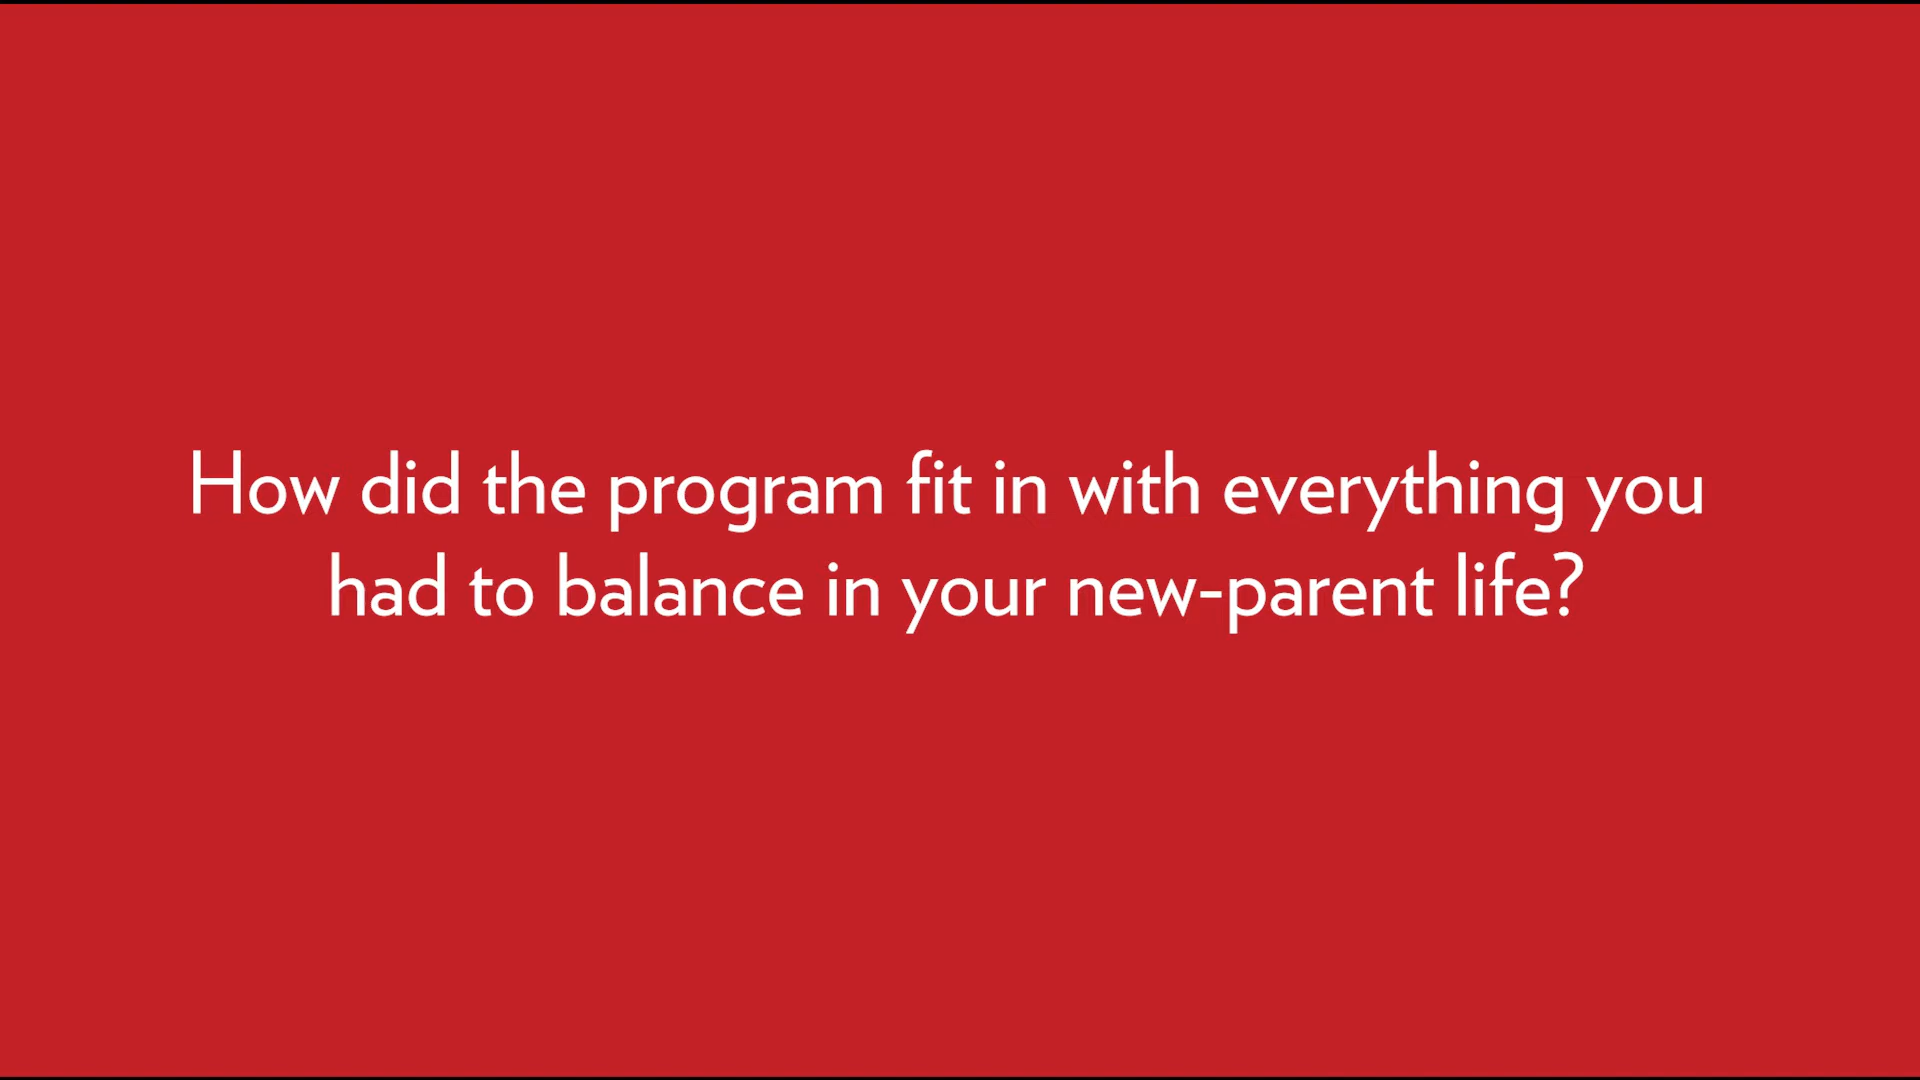 How did the program fit in with everything you
had to balance in your new-parent life?